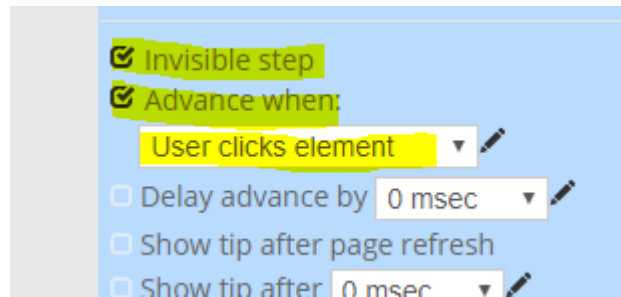 Invisible step
Advance when:
User clicks element
Delay advance by 0 msec
Show tip after page refresh
Show tip after 0 msec